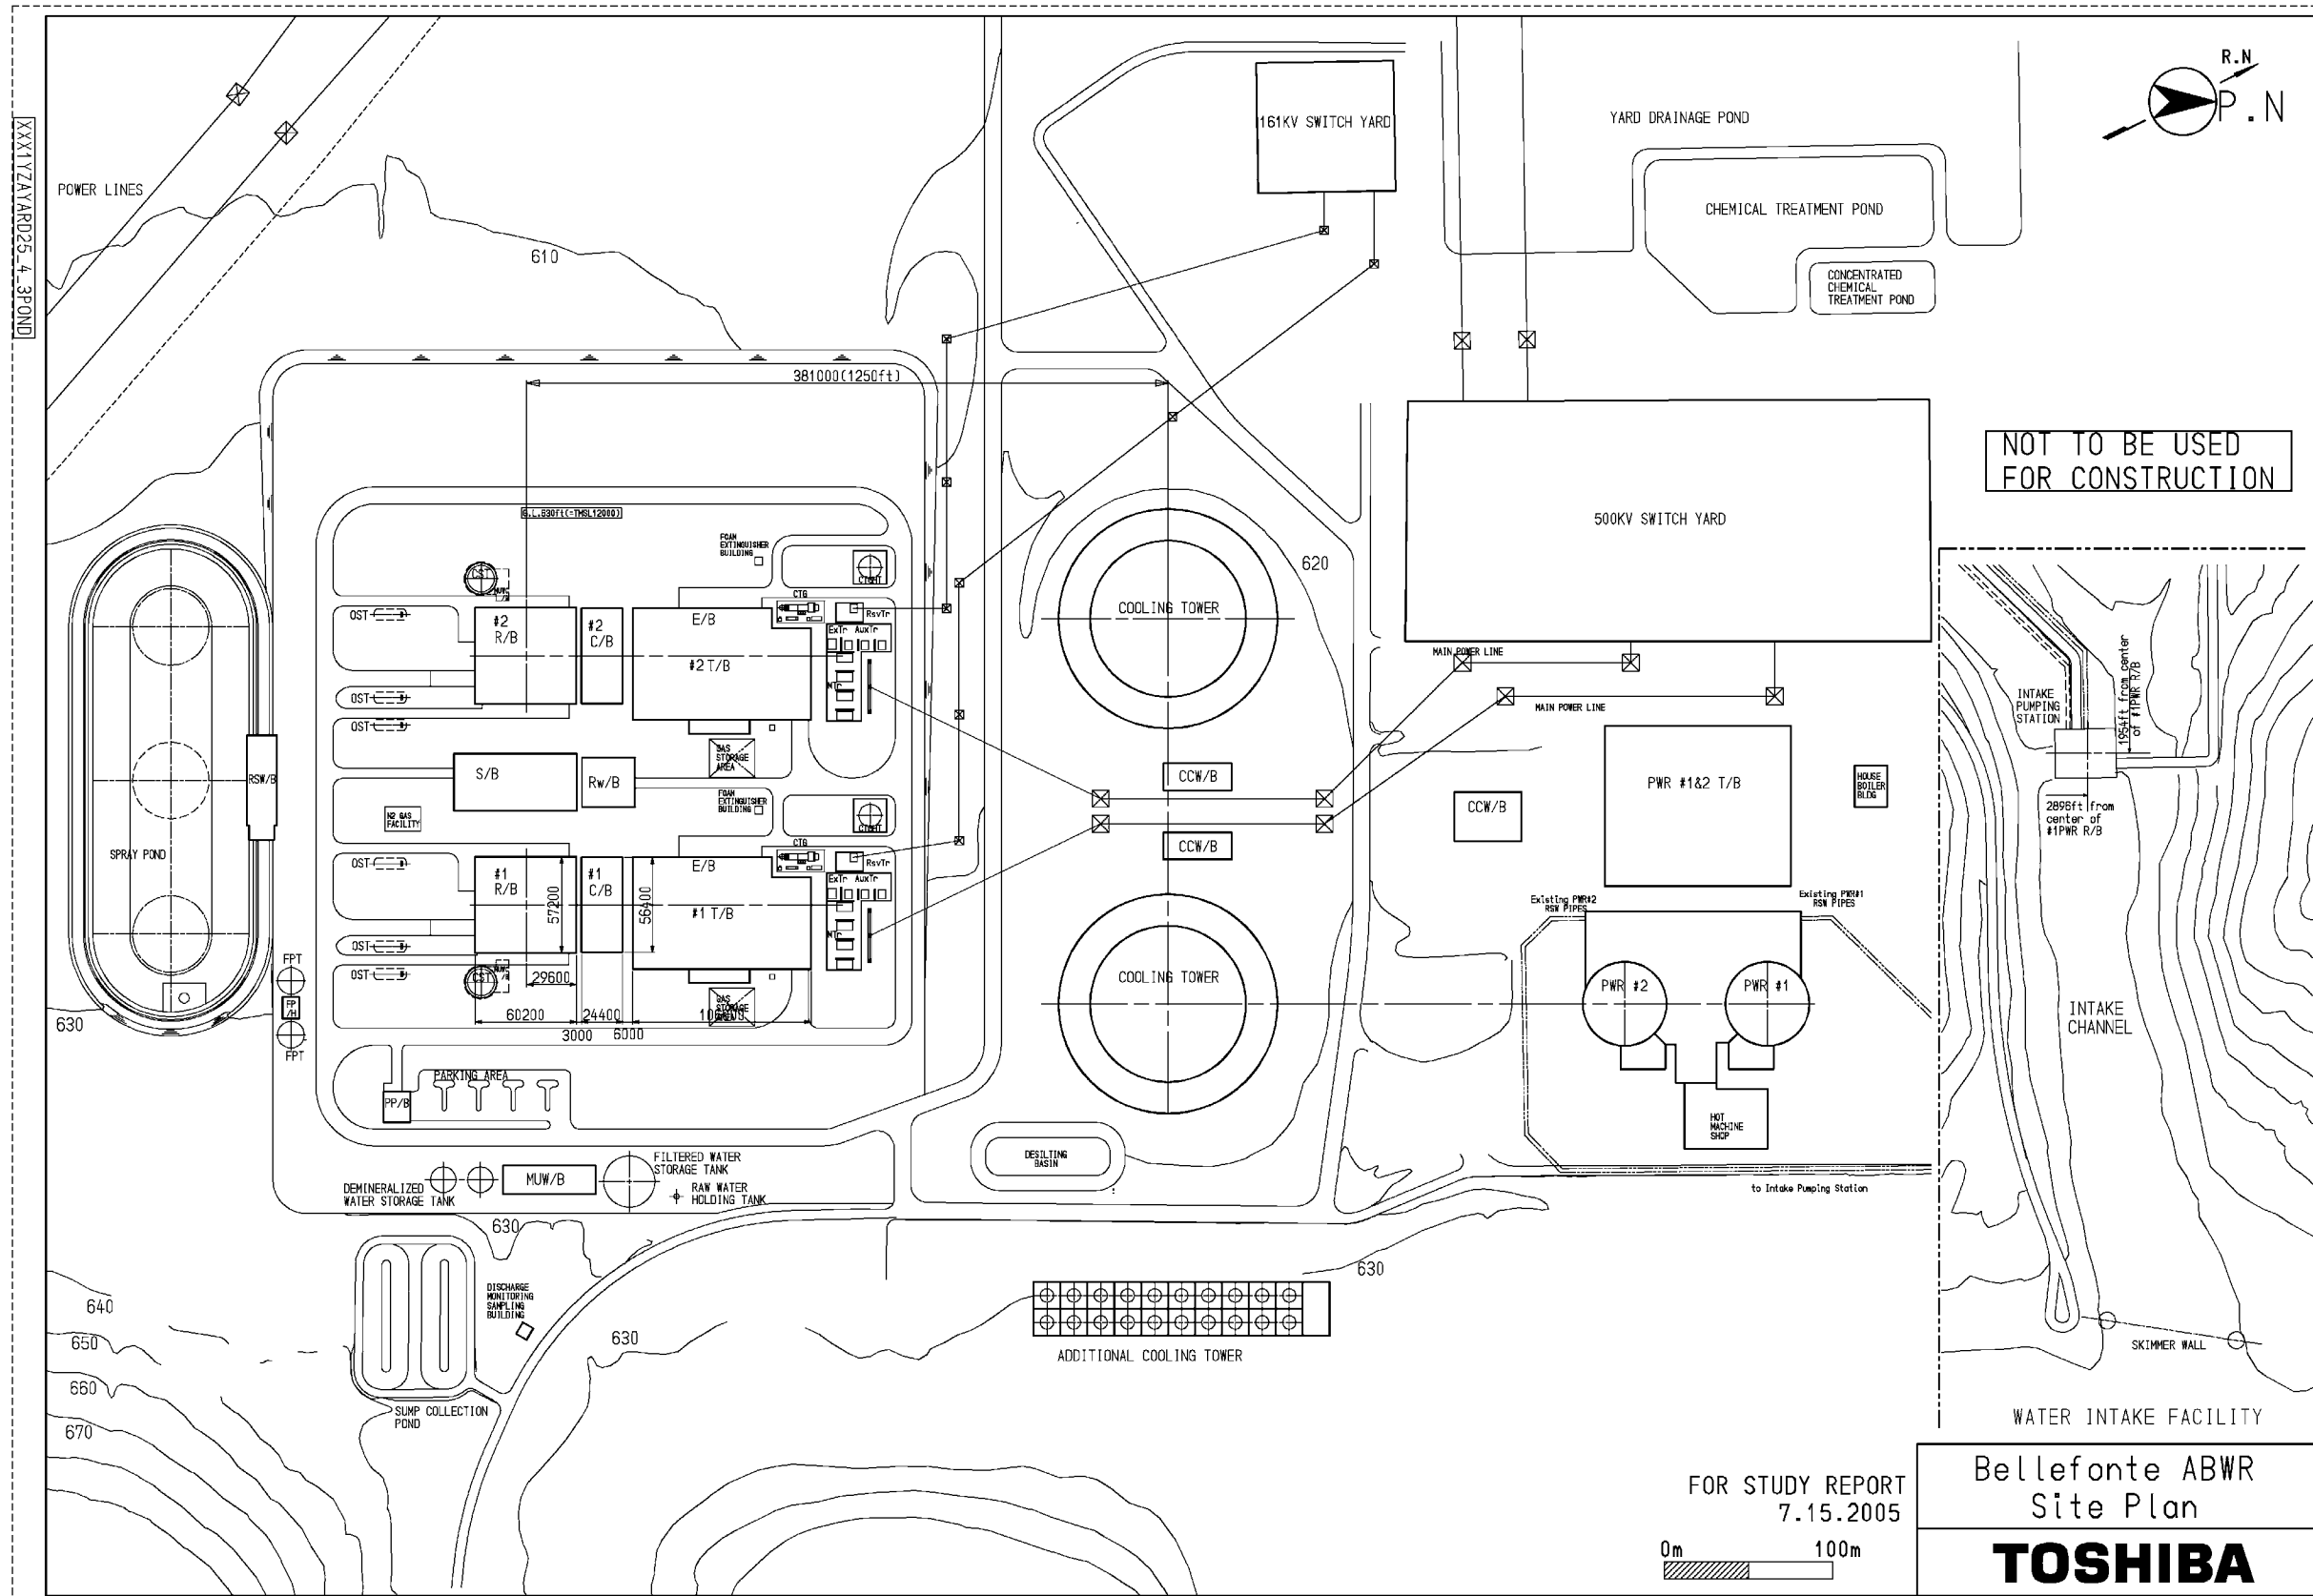 XXX1YZAYARD25_4_3POND
POWER LINES
610
161KV SWITCH YARD
YARD DRAINAGE POND
R.N
P.N
CHEMICAL TREATMENT POND
CONCENTRATED
CHEMICAL
TREATMENT POND
381000(1250ft)
NOT TO BE USED
FOR CONSTRUCTION
G.L.630ft(=TMSL12000)
500KV SWITCH YARD
FOAM
EXTINGUISHER
BUILDING
620
CST
CTG
OST
#2
R/B
#2
C/B
E/B
RsvTr
ExTr AuxTr
#2 T/B
COOLING TOWER
MAIN POWER LINE
OST
MTr
MAIN POWER LINE
OST
GAS
STORAGE
AREA
INTAKE
PUMPING
STATION
1954ft from center
of #1PWR R/B
S/B
Rw/B
RSW/B
CCW/B
CCW/B
PWR #1&2 T/B
HOUSE
BOILER
BLDG
2896ft from
center of
#1PWR R/B
N2 GAS
FACILITY
FOAM
EXTINGUISHER
BUILDING
CCW/B
SPRAY POND
OST
CTG
#1
R/B
#1
C/B
E/B
RsvTr
ExTr AuxTr
57200
56400
#1 T/B
MTr
OST
OST
Existing PWR#2
RSW PIPES
Existing PWR#1
RSW PIPES
FPT
FP
/H
FPT
CST
29600
COOLING TOWER
PWR #2
PWR #1
60200
24400
3000
6000
630
INTAKE
CHANNEL
PARKING AREA
PP/B
HOT
MACHINE
SHOP
DESILTING
BASIN
DEMINERALIZED
WATER STORAGE TANK
MUW/B
FILTERED WATER
STORAGE TANK
RAW WATER
HOLDING TANK
to Intake Pumping Station
630
630
640
650
660
670
DISCHARGE
MONITORING
SAMPLING
BUILDING
630
ADDITIONAL COOLING TOWER
SUMP COLLECTION
POND
SKIMMER WALL
WATER INTAKE FACILITY
FOR STUDY REPORT
7.15.2005
0m
100m
Bellefonte ABWR
Site Plan
TOSHIBA